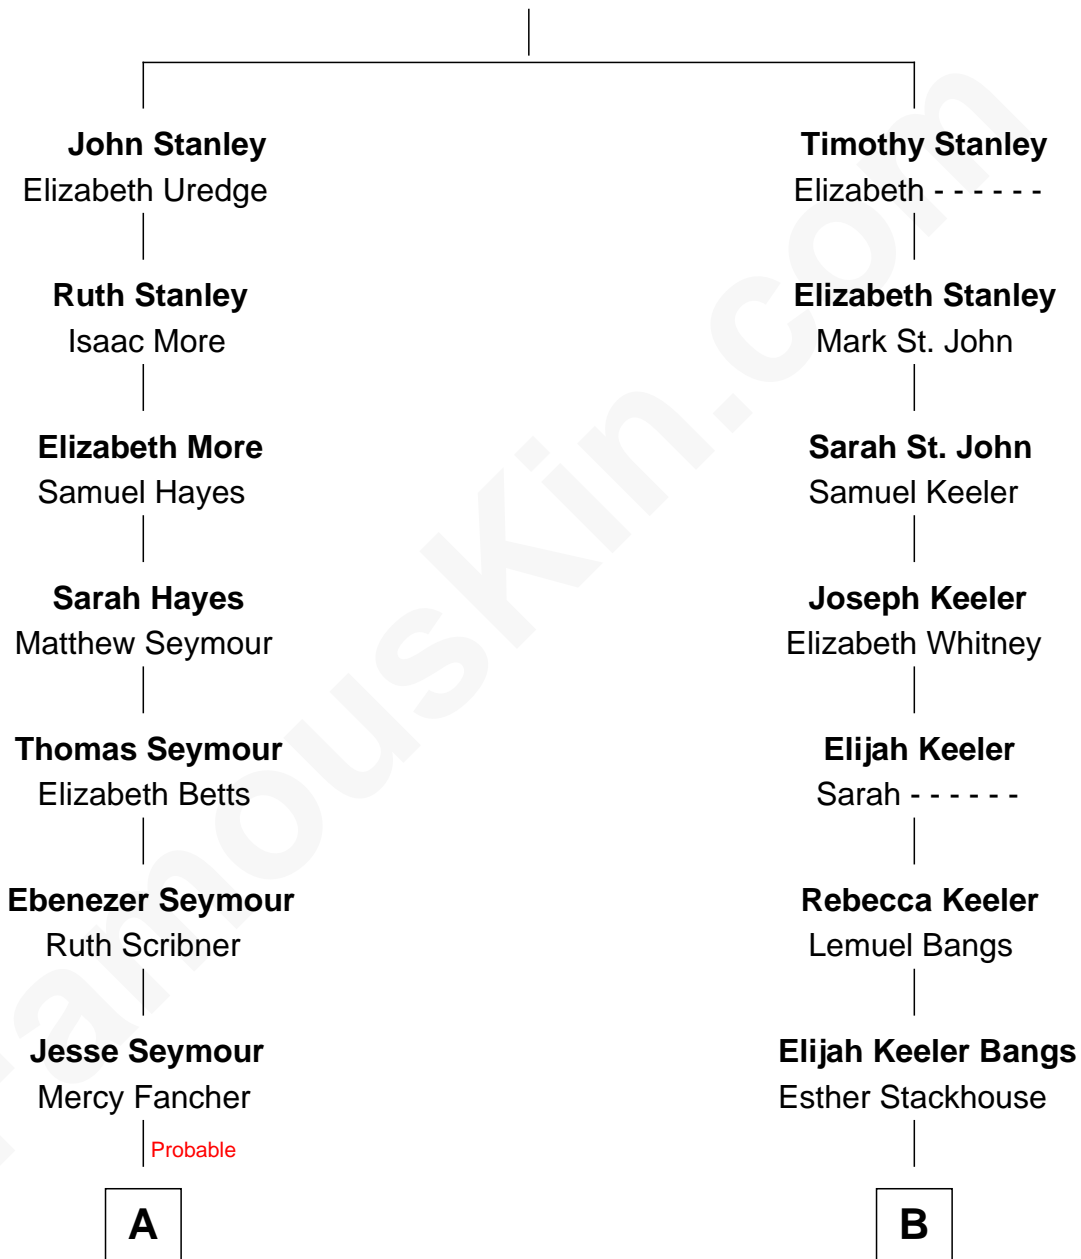 John Stanley
Elizabeth Uredge
Ruth Stanley
Isaac More
Elizabeth More
Samuel Hayes
Sarah Hayes
Matthew Seymour
Thomas Seymour
Elizabeth Betts
Ebenezer Seymour
Ruth Scribner
Jesse Seymour
Mercy Fancher
Probable
A
Timothy Stanley
Elizabeth - - - - - -
Elizabeth Stanley
Mark St. John
Sarah St. John
Samuel Keeler
Joseph Keeler
Elizabeth Whitney
Elijah Keeler
Sarah - - - - - -
Rebecca Keeler
Lemuel Bangs
Elijah Keeler Bangs
Esther Stackhouse
B
FamousKin.com